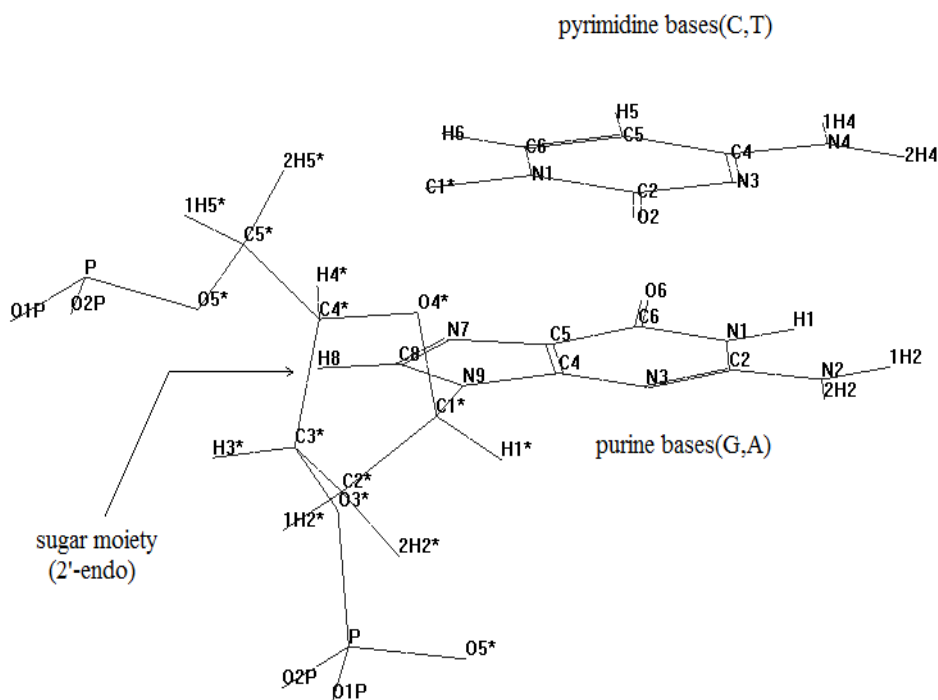 pyrimidine bases(C,T)
H5
1H4
H6
C6
C5
C4
N4
2H4
C1*
N1
C2
N3
O2
2H5*
1H5*
C5*
P
O1P
O2P
O5*
H4*
C4*
O4*
O6
C6
N7
C5
N1
H1
H8
C8
C4
C2
N9
N3
N2
1H2
2H2
C1*
H3*
C3*
H1*
purine bases(G,A)
C2*
O3*
1H2*
2H2*
sugar moiety
(2'-endo)
P
O5*
O2P
O1P